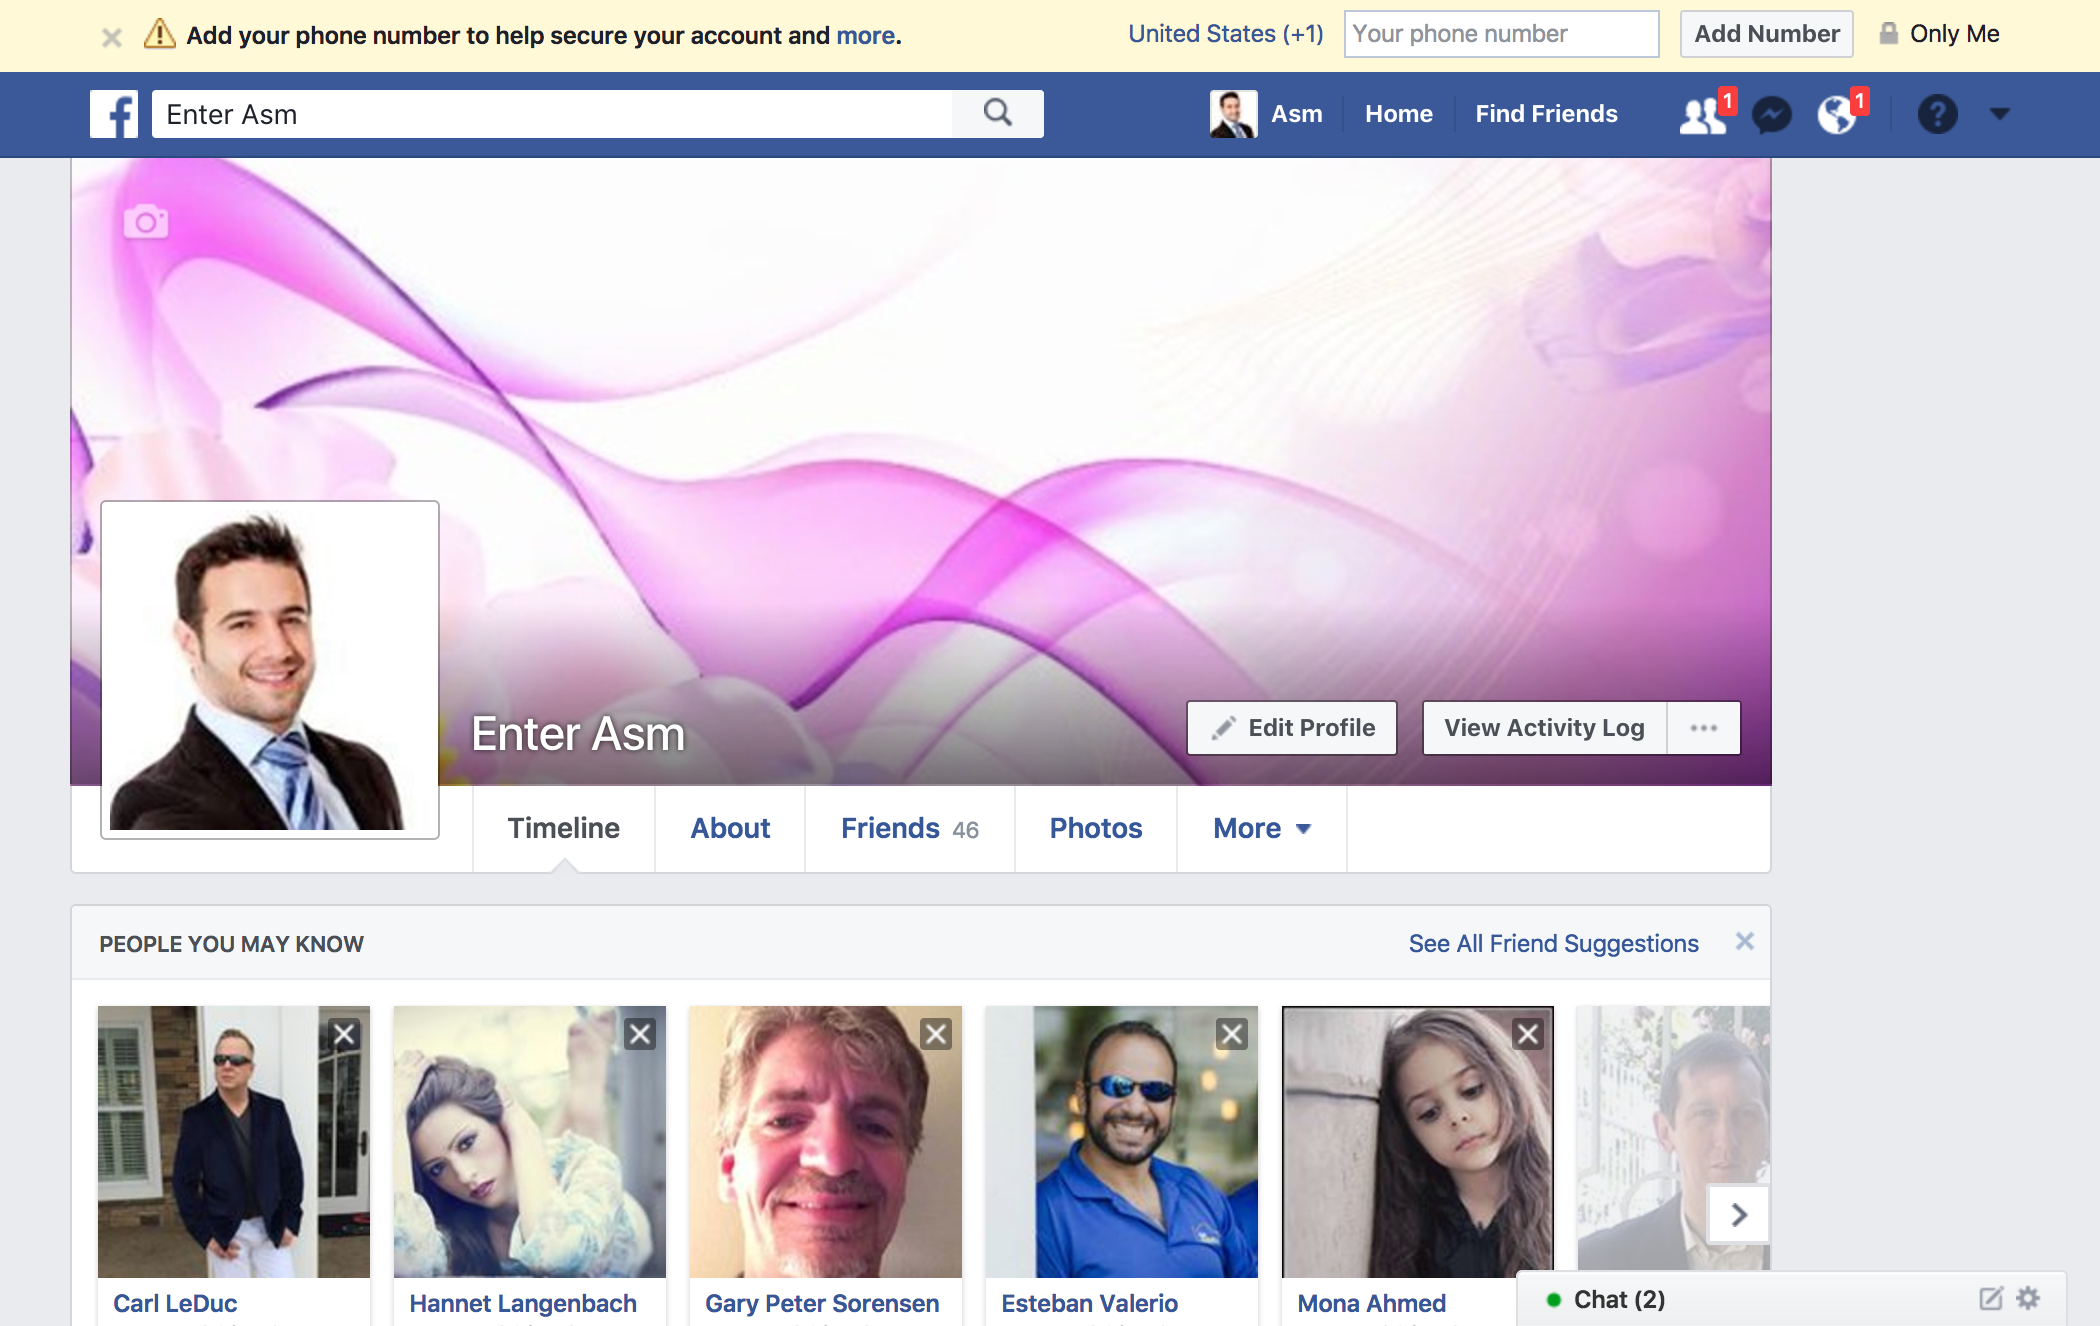 Add your phone number to help secure your account and more.
United States (+1)
Your phone number
Add Number
Only Me
f
Enter Asm
Asm
Home
Find Friends
1
1
?
Enter Asm
Edit Profile
View Activity Log
Timeline
About
Friends 46
Photos
More
PEOPLE YOU MAY KNOW
See All Friend Suggestions
Carl LeDuc
Hannet Langenbach
Gary Peter Sorensen
Esteban Valerio
Mona Ahmed
Chat (2)